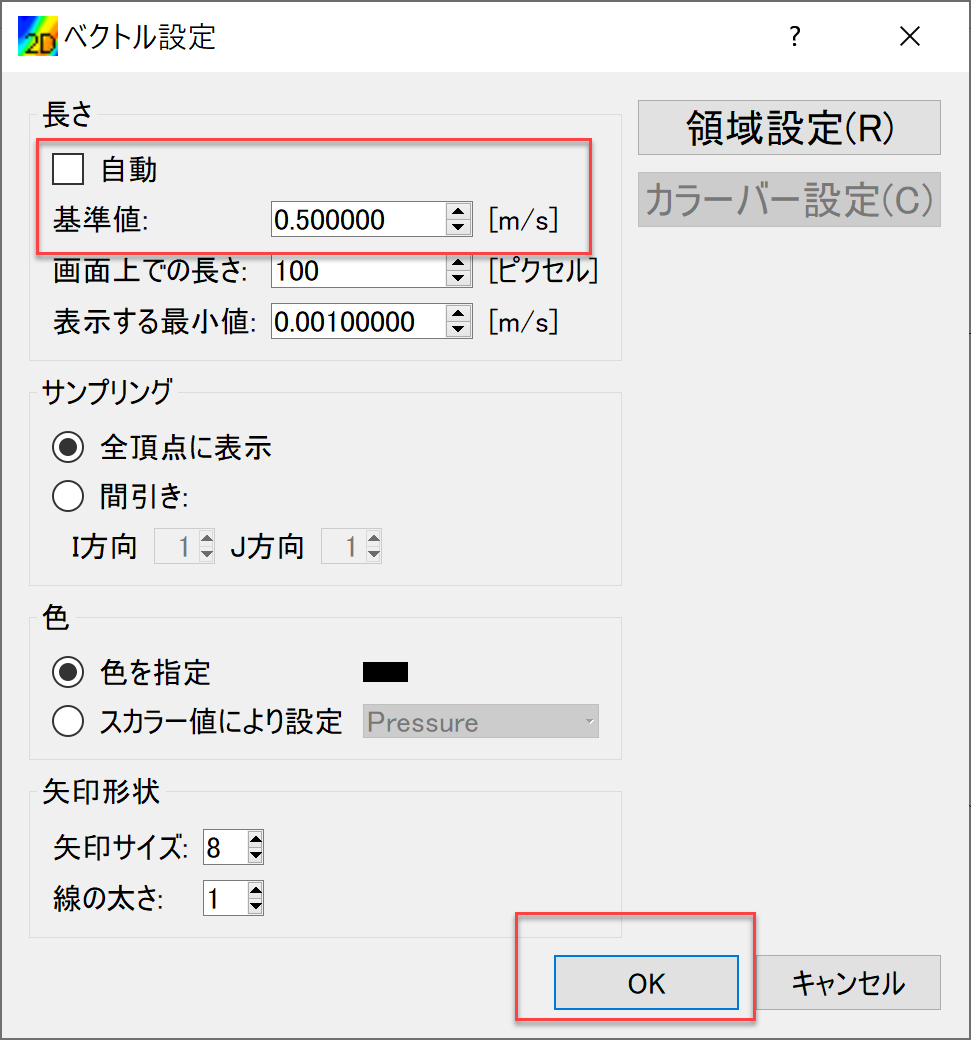 2D ベクトル設定 ?
長さ
領域設定(R)
自動
カラーバー設定(C)
基準値: 0.500000 [m/s]
画面上での長さ: 100 [ピクセル]
表示する最小値: 0.00100000 [m/s]
サンプリング
全頂点に表示
間引き:
I方向 1 J方向 1
色
色を指定
スカラー値により設定 Pressure
矢印形状
矢印サイズ: 8
線の太さ: 1
OK キャンセル